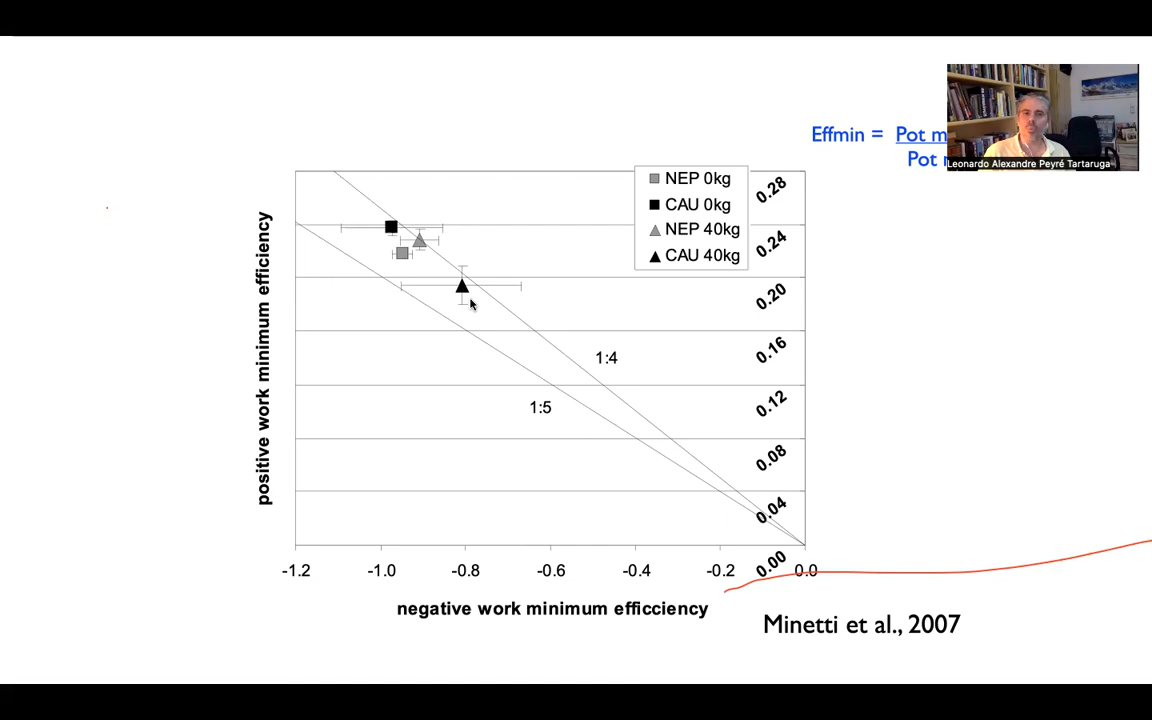 Effmin = Pot m
Pot
Leonardo Alexandre Peyré Tartaruga
NEP 0kg
CAU 0kg
NEP 40kg
CAU 40kg
positive work minimum efficiency
0.28
0.24
0.20
0.16
0.12
0.08
0.04
0.00
1:4
1:5
-1.2 -1.0 -0.8 -0.6 -0.4 -0.2 0.0
negative work minimum efficciency
Minetti et al., 2007